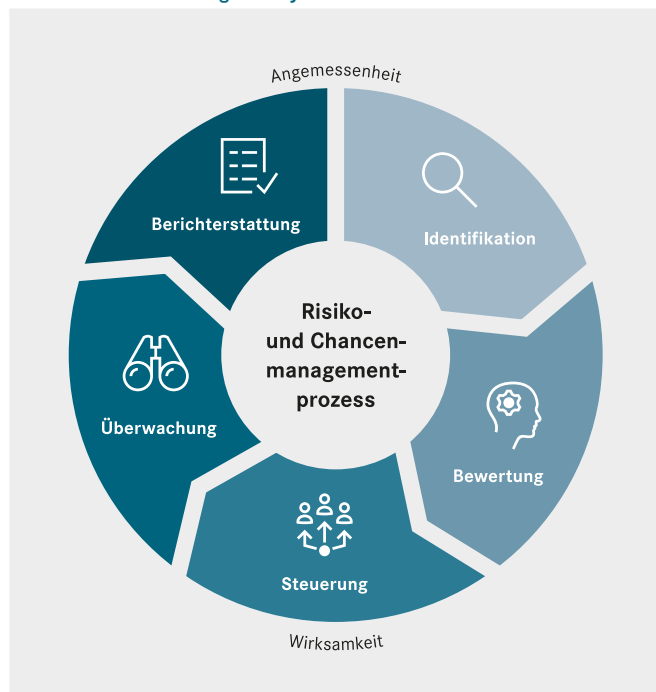 Angemessenheit
Berichterstattung
Identifikation
Risiko-
und Chancen-
management-
prozess
Überwachung
Bewertung
Steuerung
Wirksamkeit